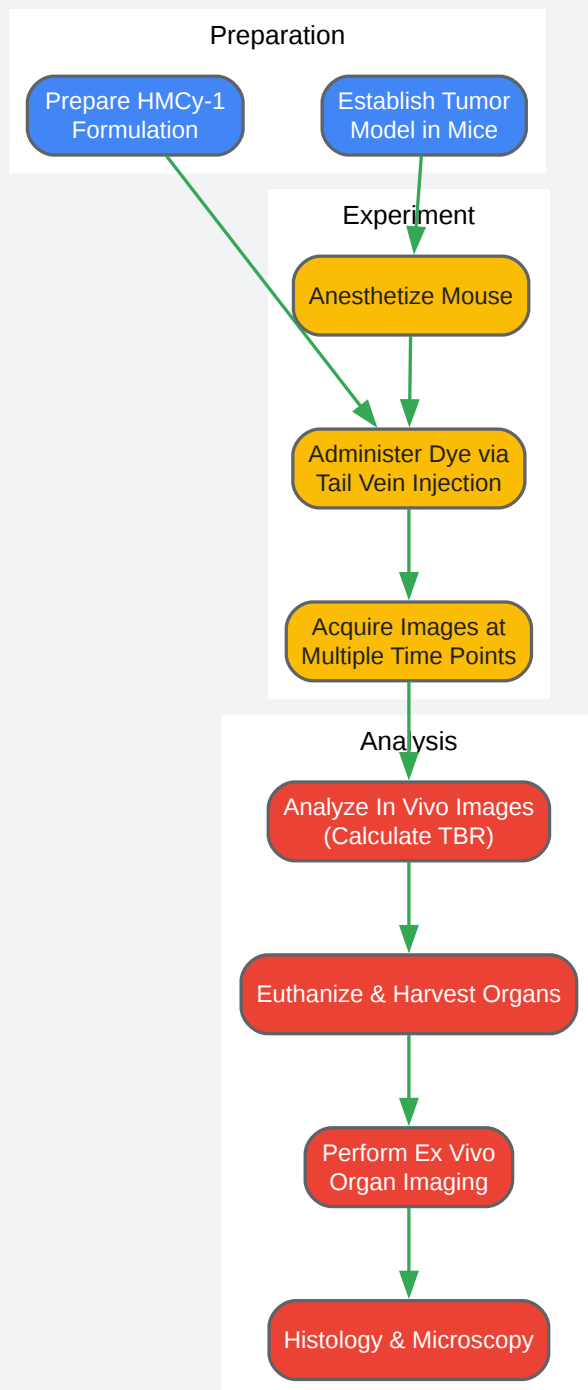 Preparation
Prepare HMCy-1
Formulation
Establish Tumor
Model in Mice
Experiment
Anesthetize Mouse
Administer Dye via
Tail Vein Injection
Acquire Images at
Multiple Time Points
Analysis
Analyze In Vivo Images
(Calculate TBR)
Euthanize & Harvest Organs
Perform Ex Vivo
Organ Imaging
Histology & Microscopy